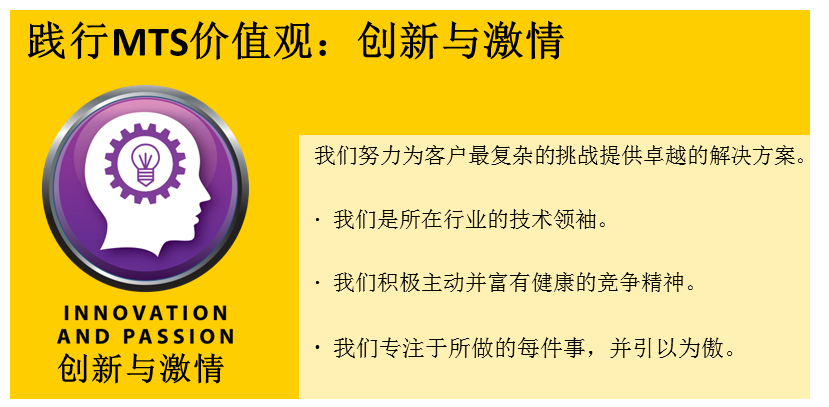 践行MTS价值观：创新与激情
我们努力为客户最复杂的挑战提供卓越的解决方案。
· 我们是所在行业的技术领袖。
· 我们积极主动并富有健康的竞争精神。
· 我们专注于所做的每件事，并引以为傲。
INNOVATION
AND PASSION
创新与激情